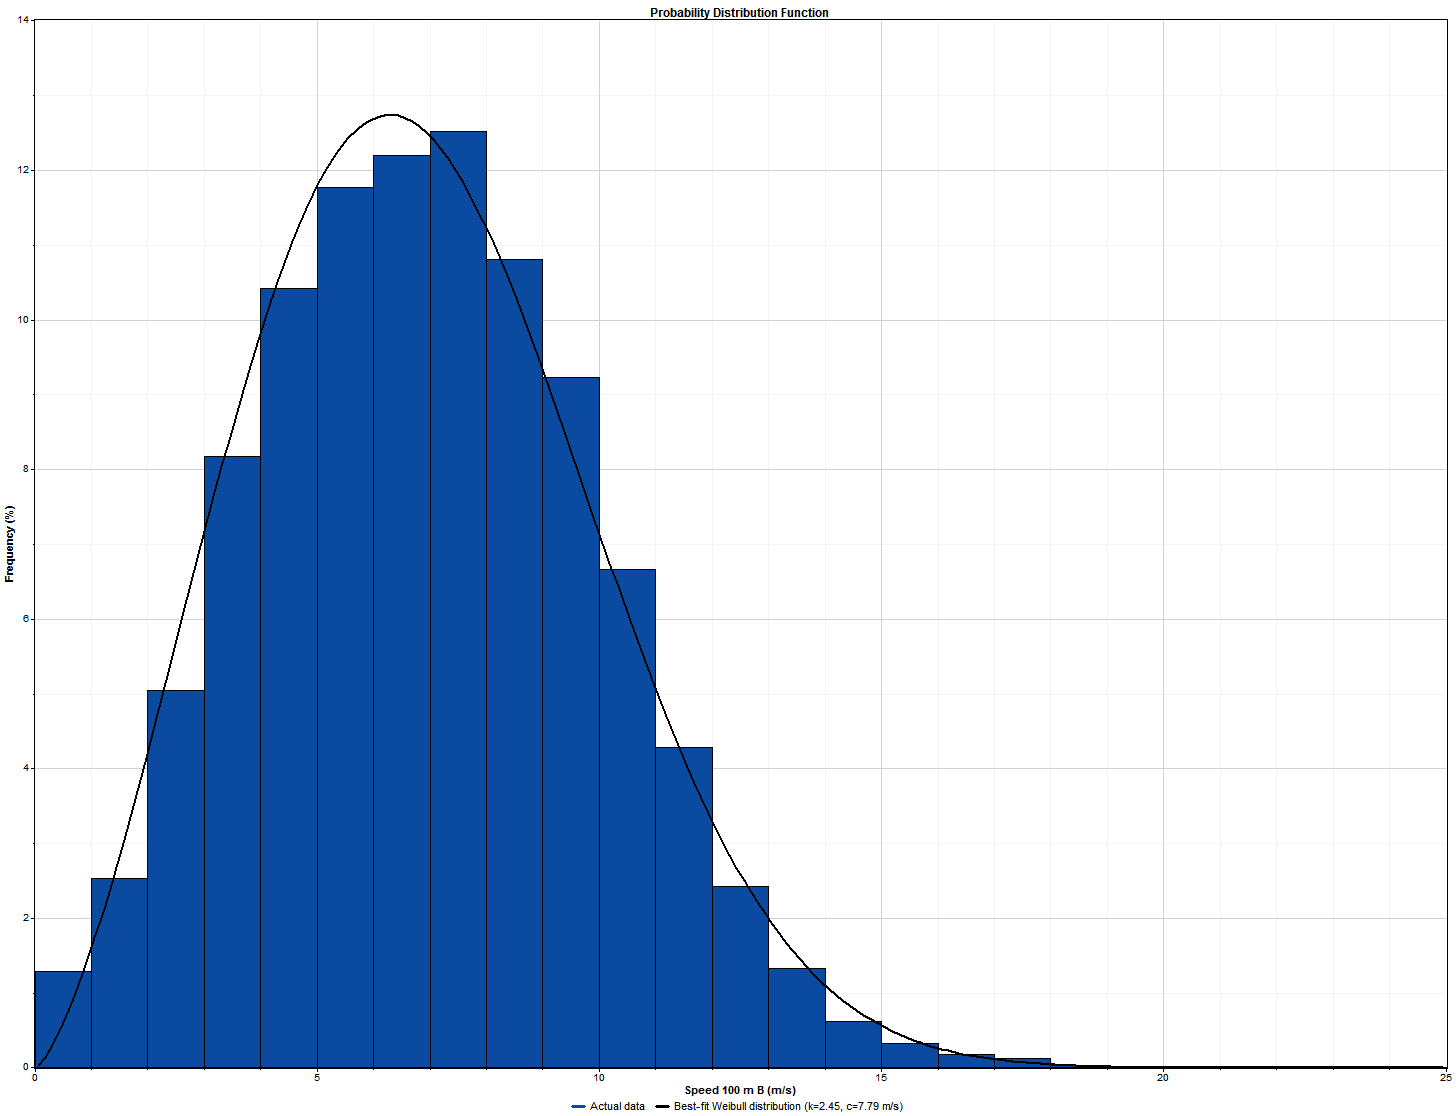 Probability Distribution Function
14
12
10
8
6
4
2
0
Frequency (%)
0 5 10 15 20 25
Speed 100 m B (m/s)
Actual data Best-fit Weibull distribution (k=2.45, c=7.79 m/s)